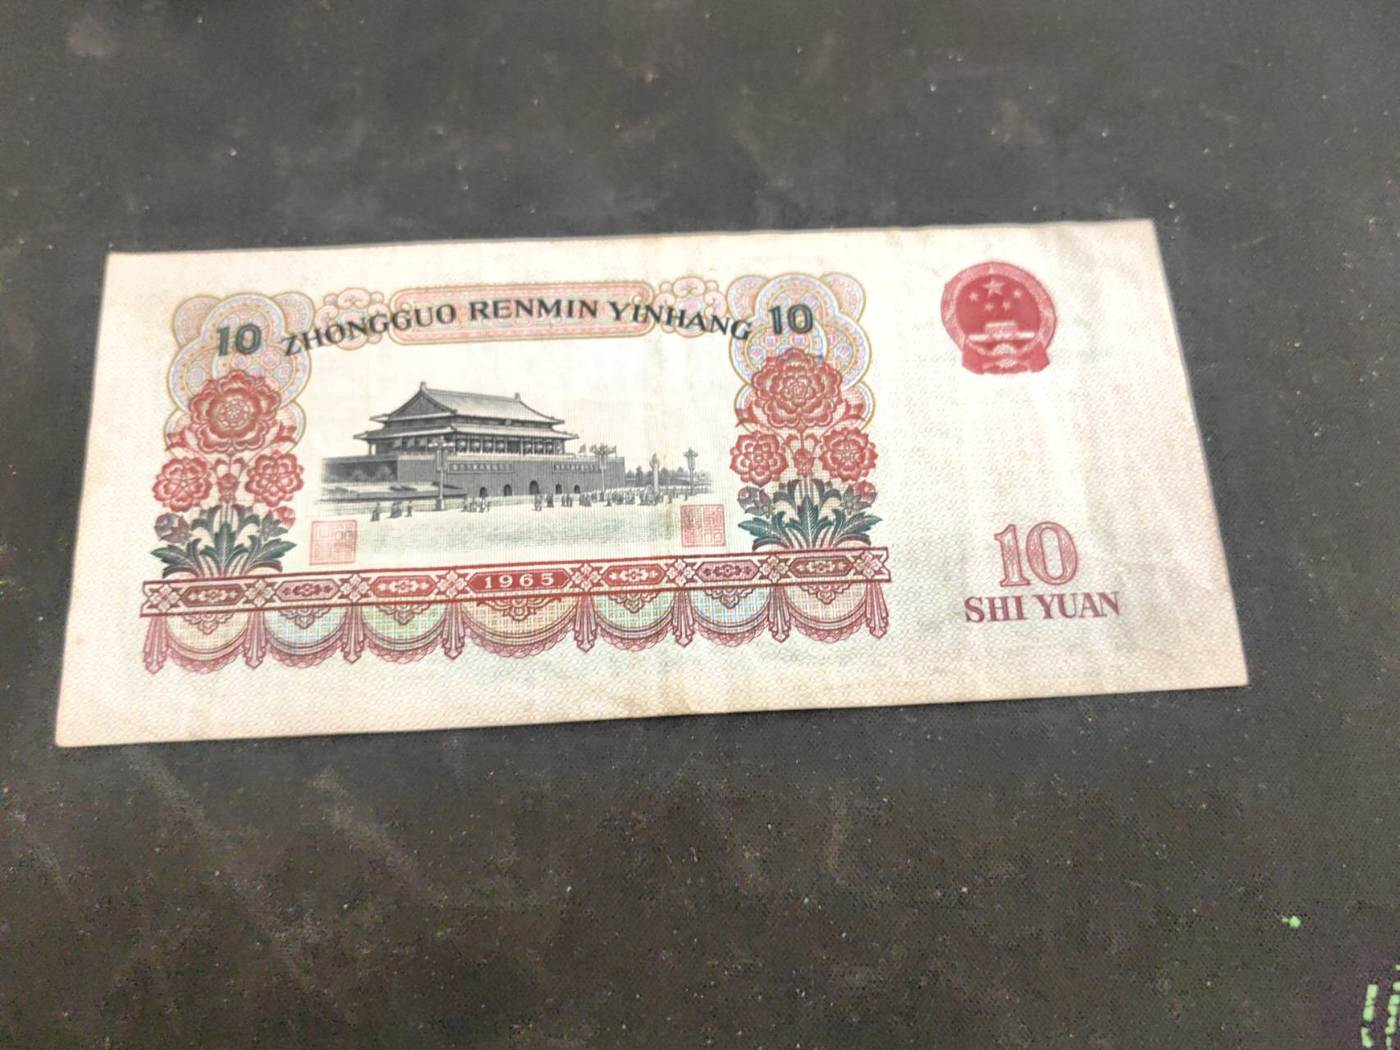 10 ZHONGGUO RENMIN YINHANG 10
1965
10
SHI YUAN